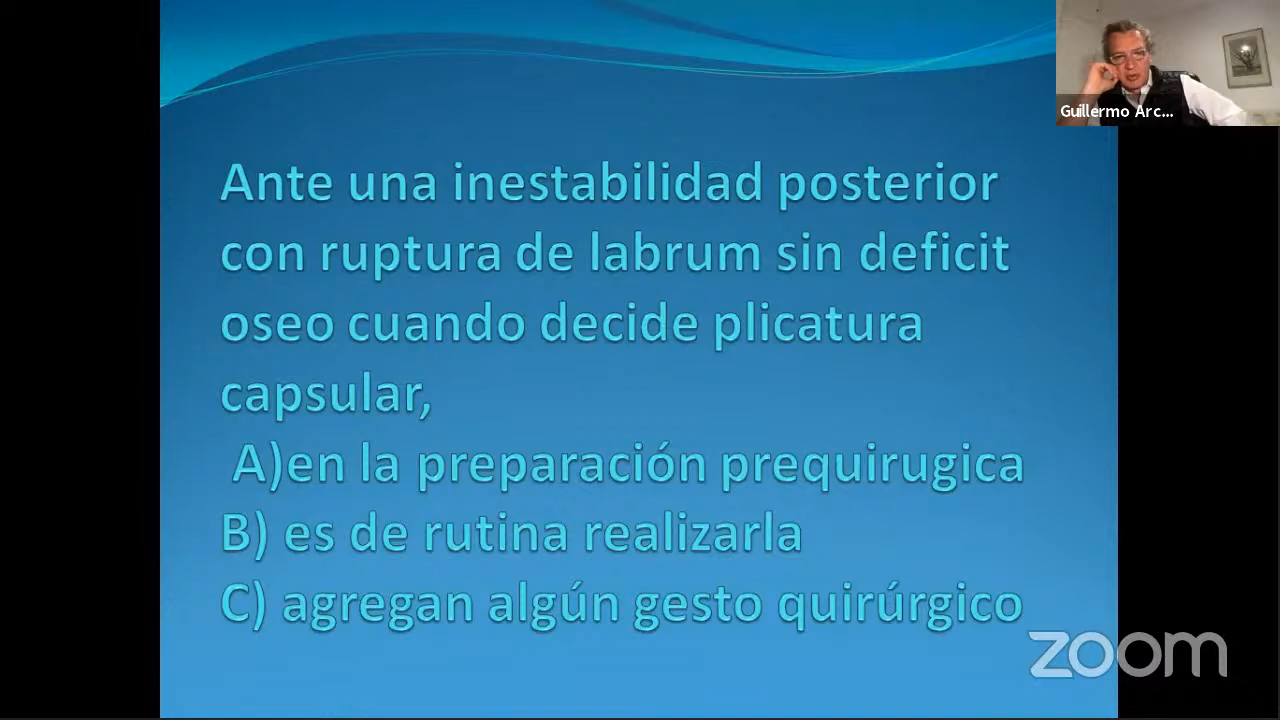 Guillermo Arc...
Ante una inestabilidad posterior
con ruptura de labrum sin deficit
oseo cuando decide plicatura
capsular,
A)en la preparación prequirugica
B) es de rutina realizarla
C) agregan algún gesto quirúrgico
zoom